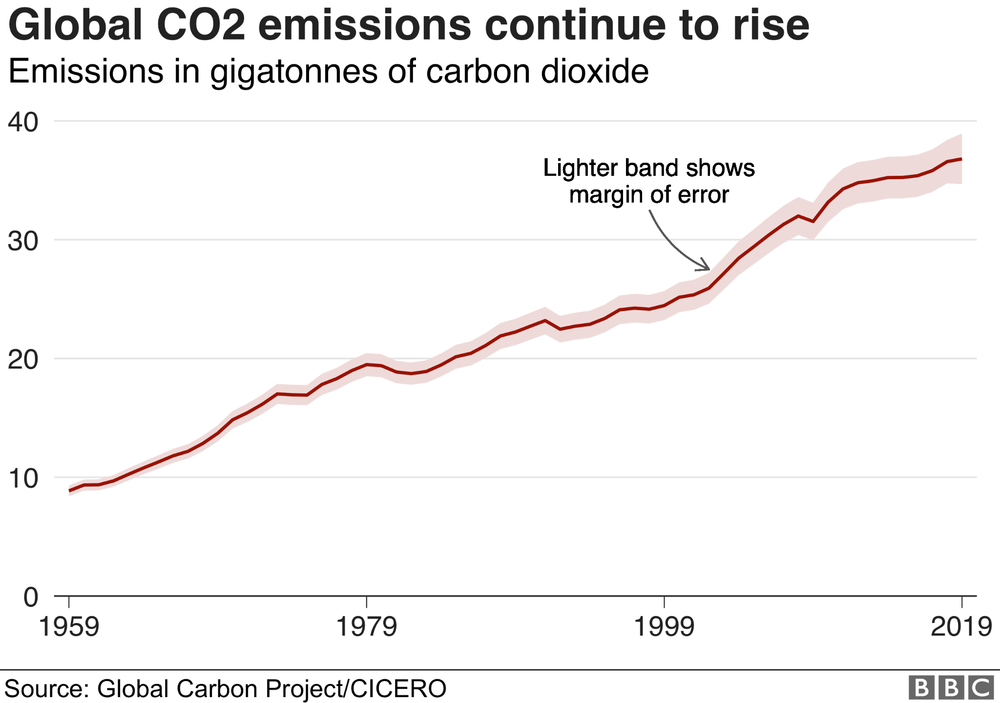 Global CO2 emissions continue to rise
Emissions in gigatonnes of carbon dioxide
40
Lighter band shows
margin of error
30
20
10
0
1959 1979 1999 2019
Source: Global Carbon Project/CICERO
BBC